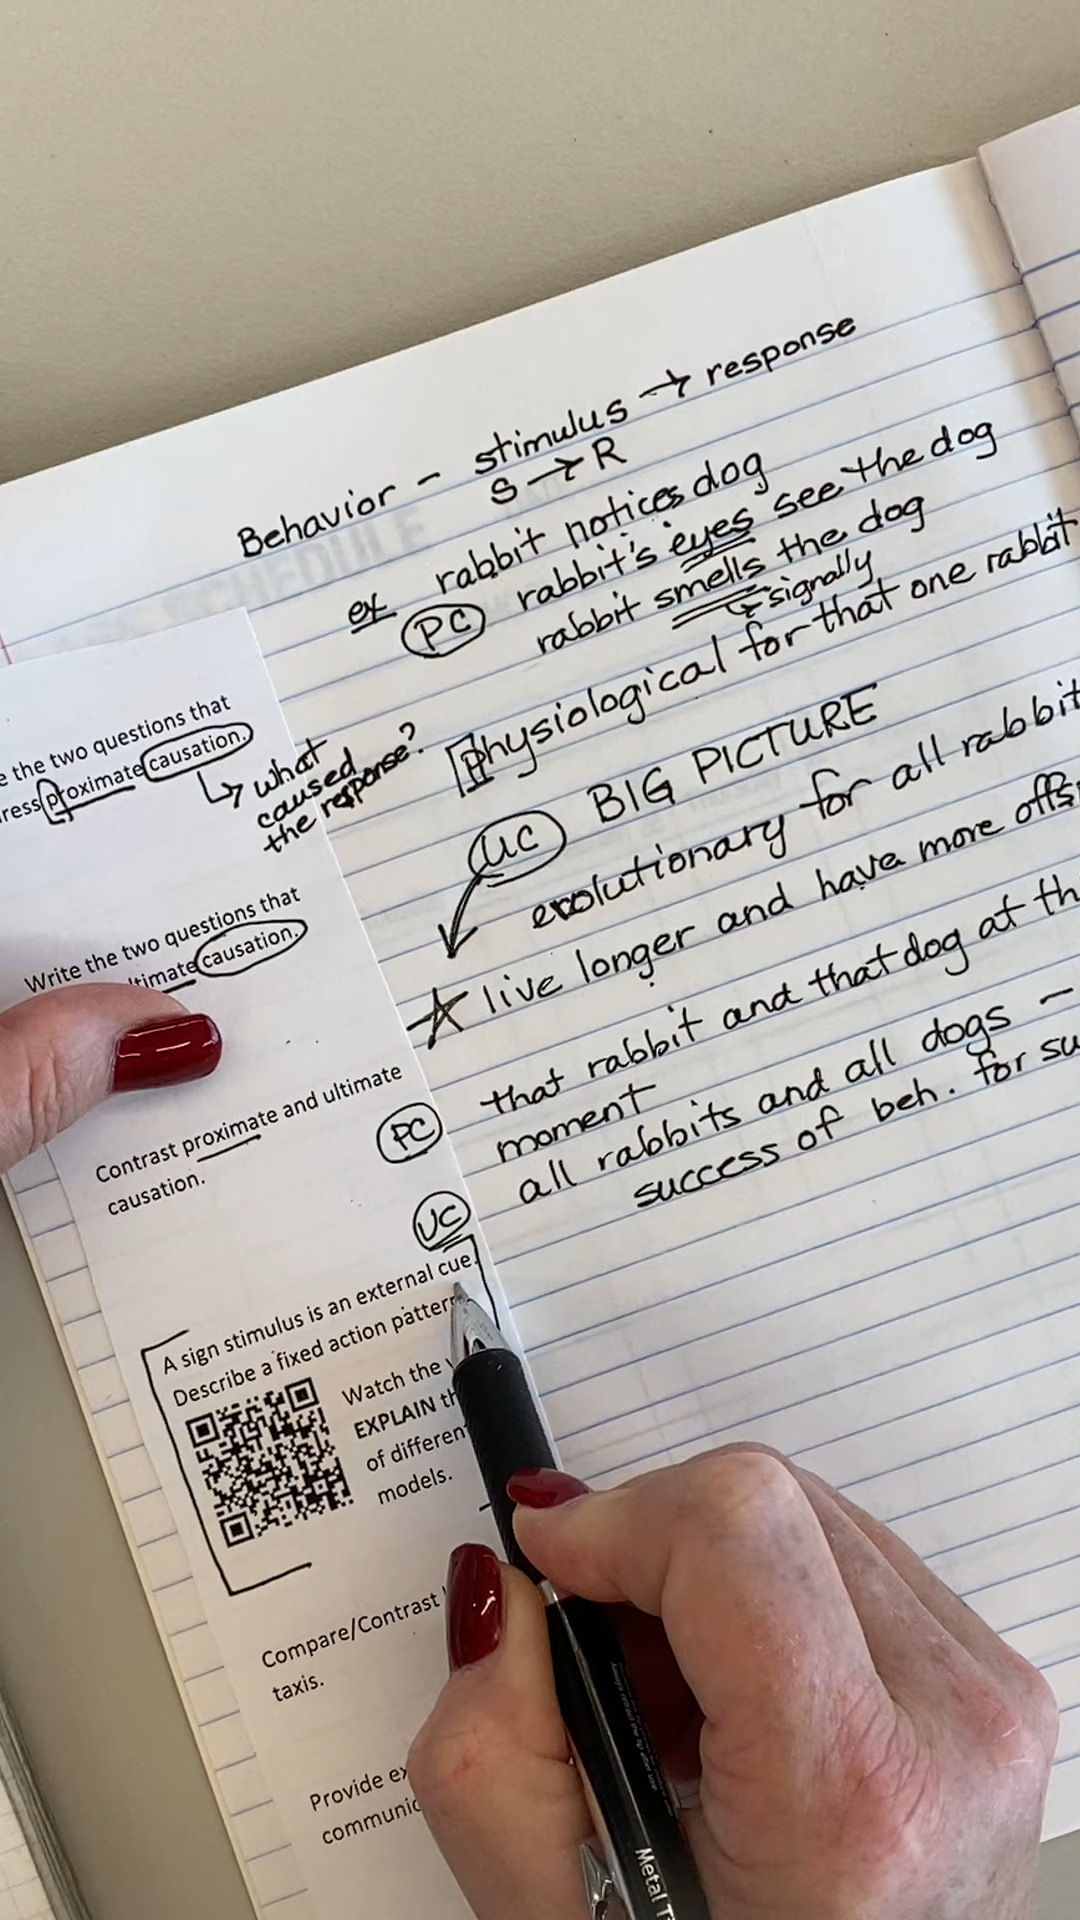 Behavior - stimulus → response
S → R
ex rabbit notices dog
PC rabbit's eyes see the dog
rabbit smells the dog
↳ signally
Physiological for that one rabbit
UC BIG PICTURE
evolutionary for all rabbit
☆ live longer and have more offsp
that rabbit and that dog at th
moment
all rabbits and all dogs -
success of beh. for su
e the two questions that
ress proximate causation.
↳ what
caused
the response?
Write the two questions that
ltimate causation.
Contrast proximate and ultimate
causation.
PC
UC
A sign stimulus is an external cue.
Describe a fixed action pattern
Watch the
EXPLAIN th
of differen
models.
Compare/Contrast
taxis.
Provide ex
communic
Metal T